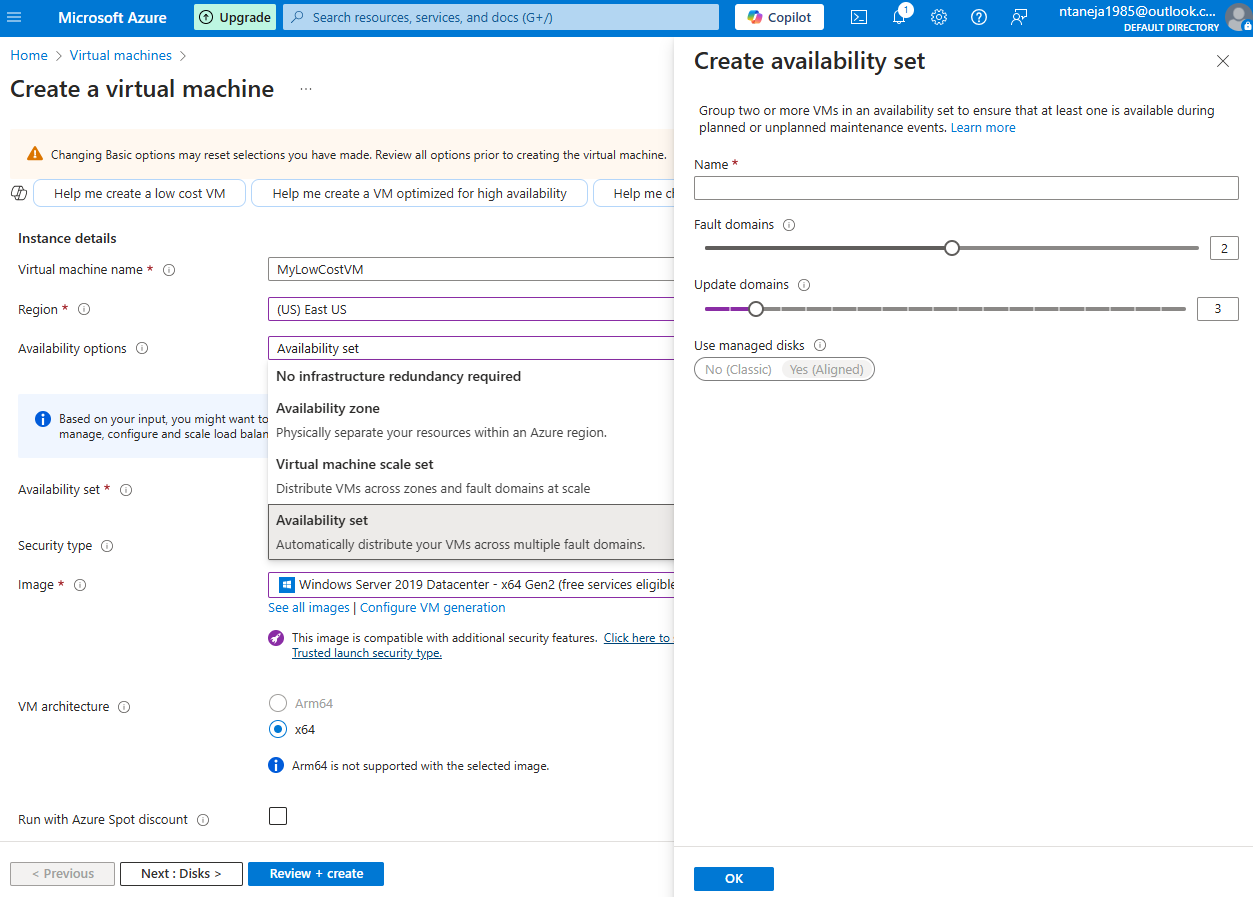 Microsoft Azure
Upgrade
Search resources, services, and docs (G+/)
Copilot
1
ntaneja1985@outlook.c...
DEFAULT DIRECTORY
Home > Virtual machines >
Create a virtual machine ...
Changing Basic options may reset selections you have made. Review all options prior to creating the virtual machine.
Help me create a low cost VM
Help me create a VM optimized for high availability
Help me ch
Instance details
Virtual machine name *
MyLowCostVM
Region *
(US) East US
Availability options
Availability set
No infrastructure redundancy required
Availability zone
Physically separate your resources within an Azure region.
Virtual machine scale set
Distribute VMs across zones and fault domains at scale
Availability set
Automatically distribute your VMs across multiple fault domains.
Based on your input, you might want to
manage, configure and scale load balan
Availability set *
Security type
Image *
Windows Server 2019 Datacenter - x64 Gen2 (free services eligible
See all images | Configure VM generation
This image is compatible with additional security features. Click here to
Trusted launch security type.
VM architecture
Arm64
x64
Arm64 is not supported with the selected image.
Run with Azure Spot discount
< Previous
Next : Disks >
Review + create
Create availability set
Group two or more VMs in an availability set to ensure that at least one is available during
planned or unplanned maintenance events. Learn more
Name *
Fault domains
2
Update domains
3
Use managed disks
No (Classic)
Yes (Aligned)
OK